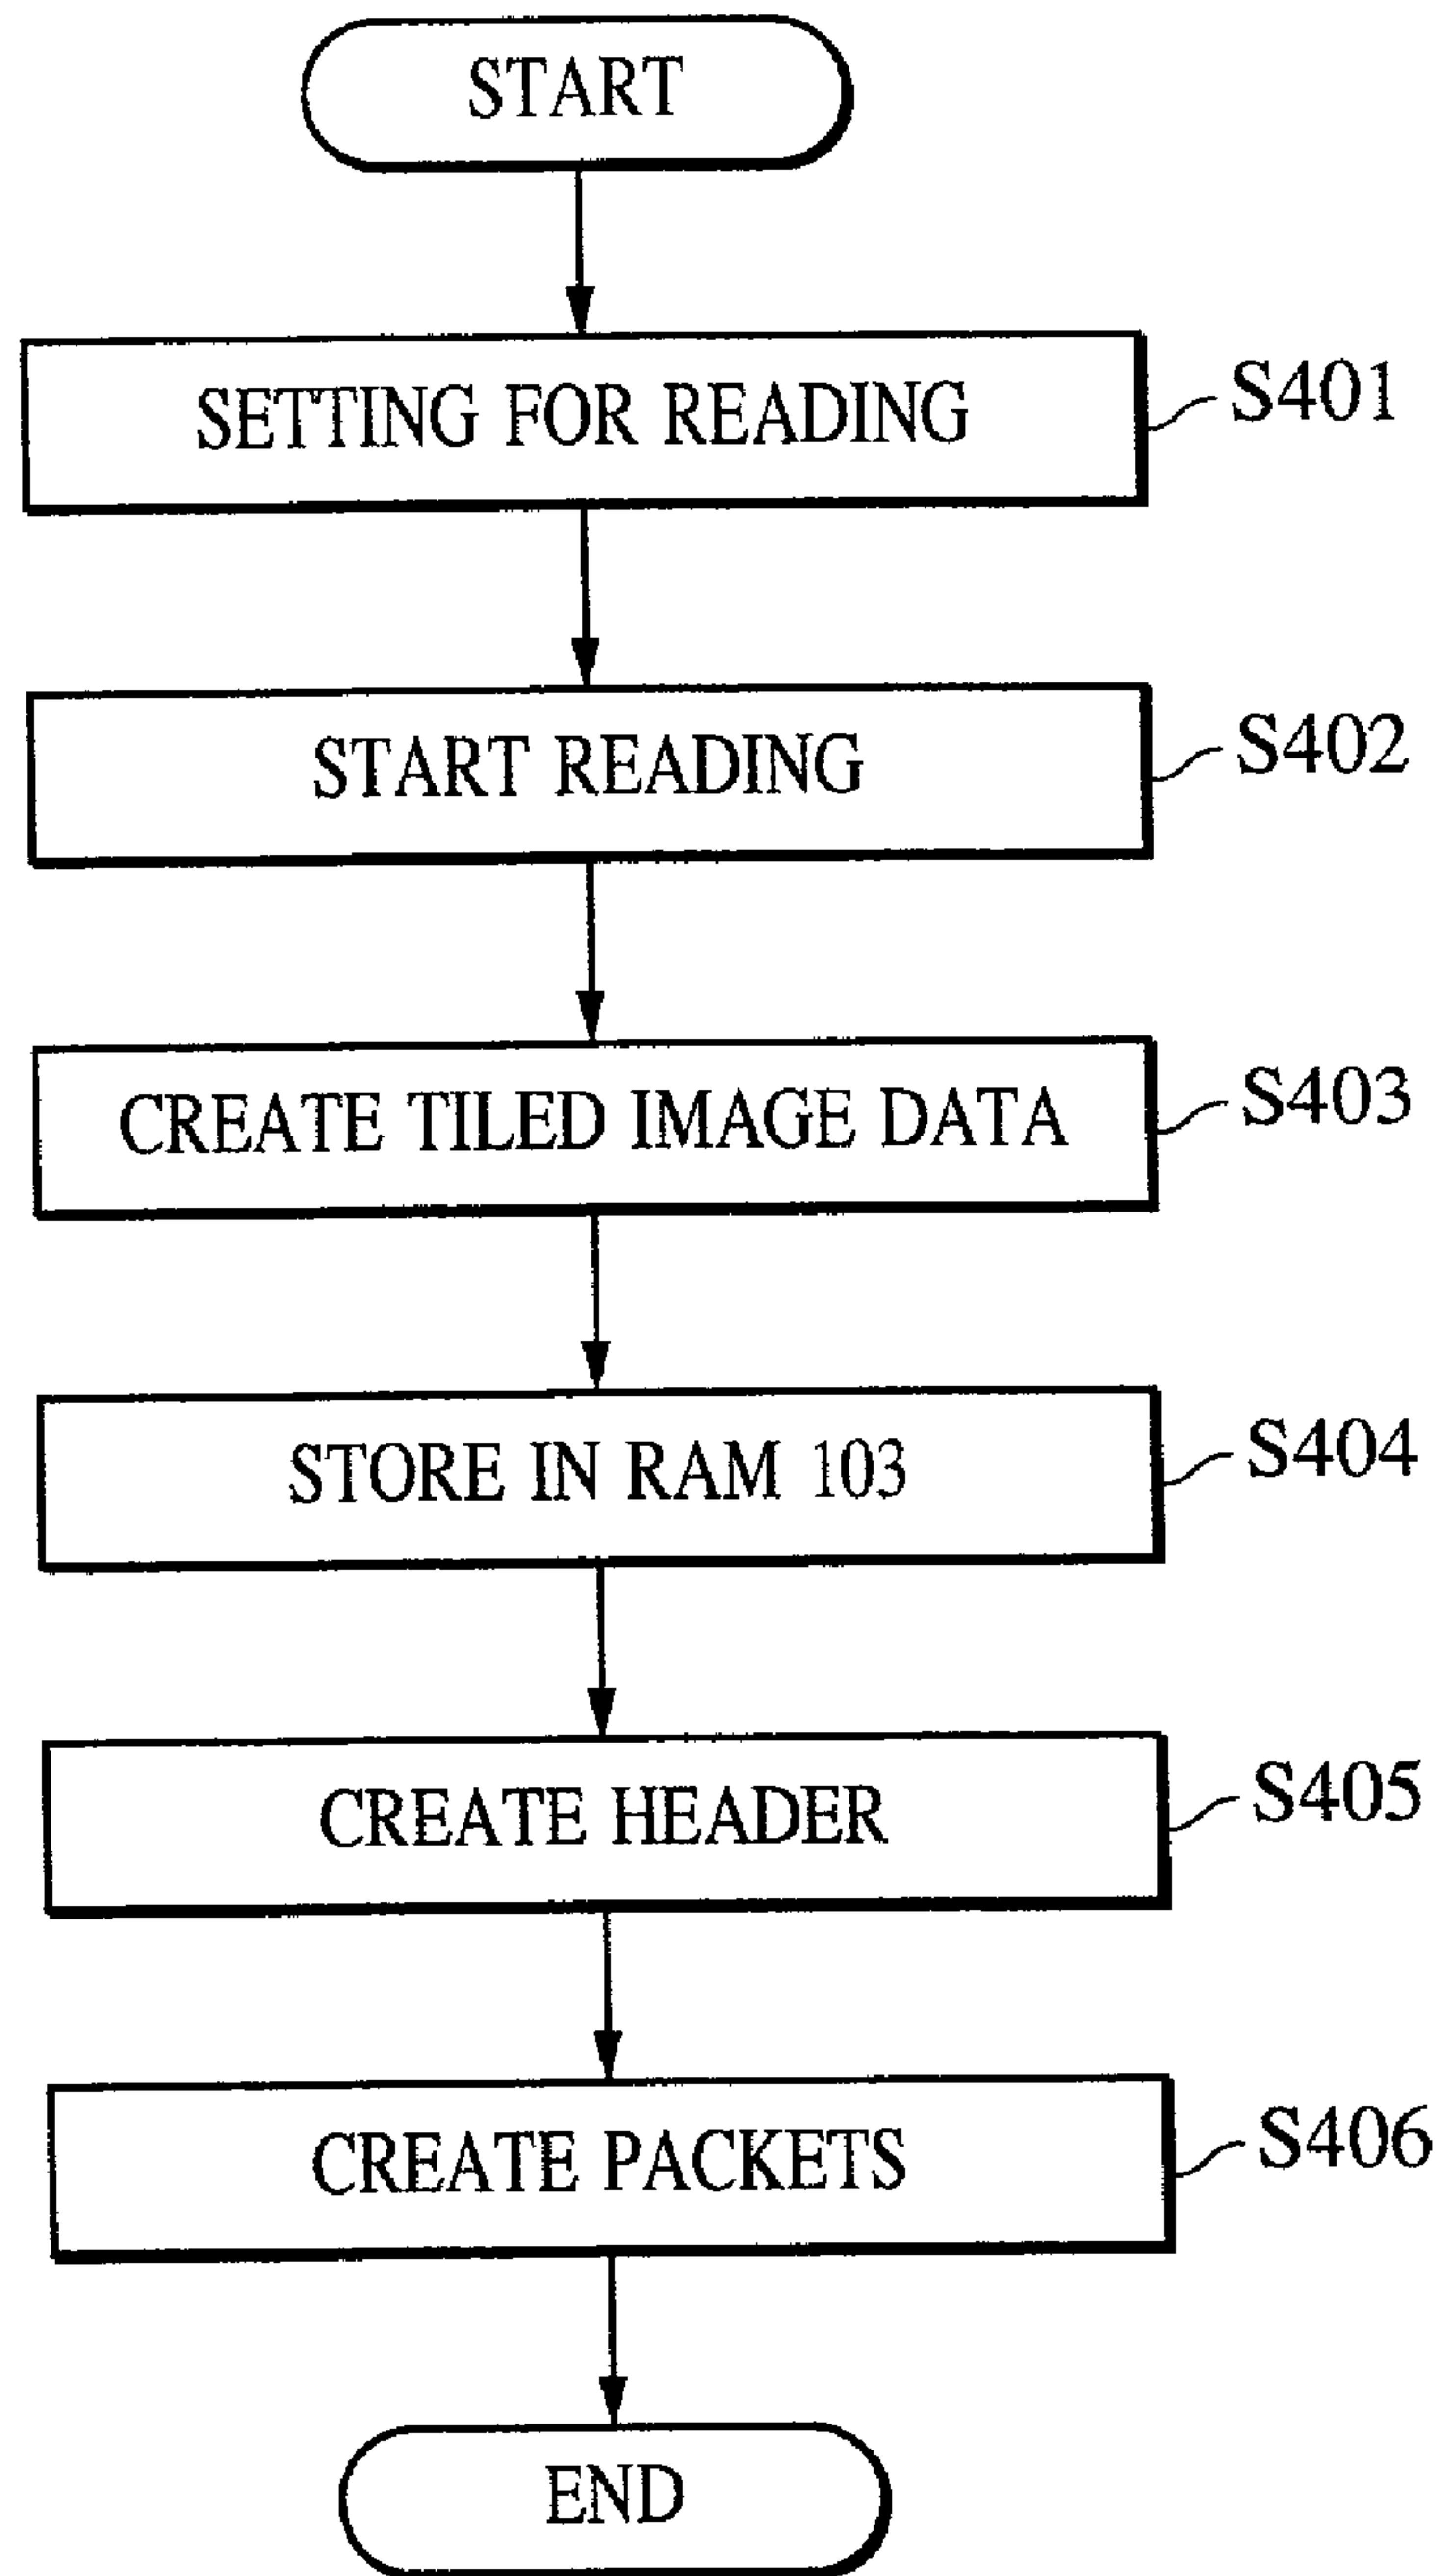 START
SETTING FOR READING
S401
START READING
S402
CREATE TILED IMAGE DATA
S403
STORE IN RAM 103
S404
CREATE HEADER
S405
CREATE PACKETS
S406
END